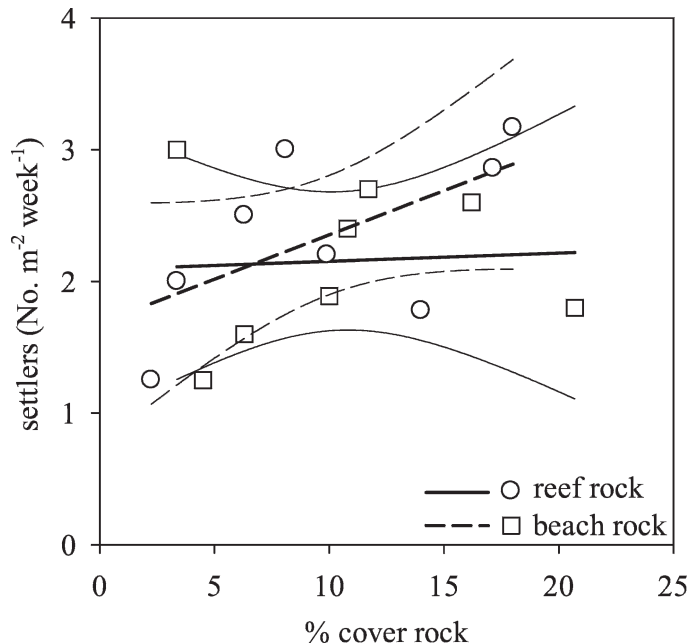 4
3
2
1
0
0 5 10 15 20 25
settlers (No. m⁻² week⁻¹)
% cover rock
reef rock
beach rock